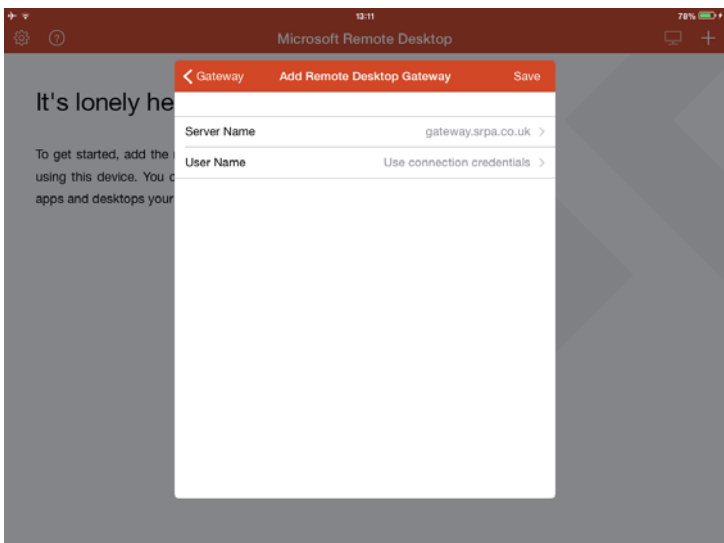 13:11
78%
Microsoft Remote Desktop
Gateway
Add Remote Desktop Gateway
Save
It's lonely he
To get started, add the
using this device. You c
apps and desktops your
Server Name
gateway.srpa.co.uk
User Name
Use connection credentials